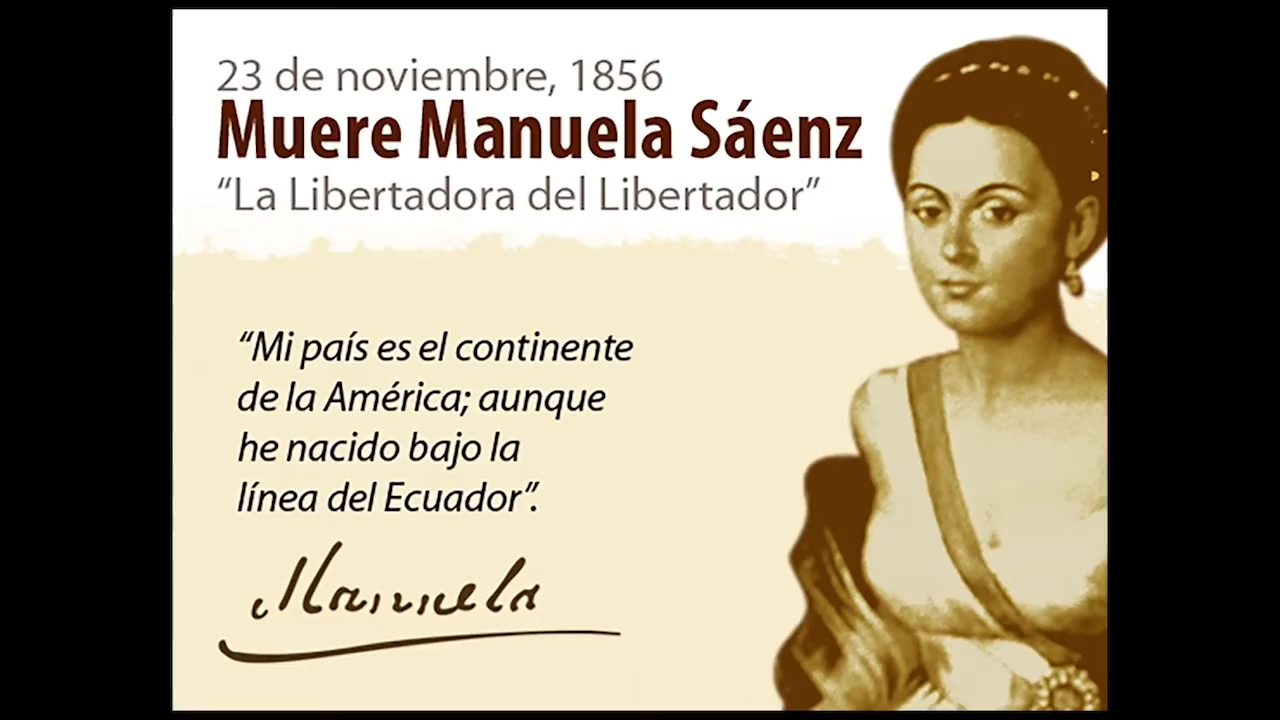 23 de noviembre, 1856
Muere Manuela Sáenz
“La Libertadora del Libertador”
“Mi país es el continente
de la América; aunque
he nacido bajo la
línea del Ecuador”.
Manuela